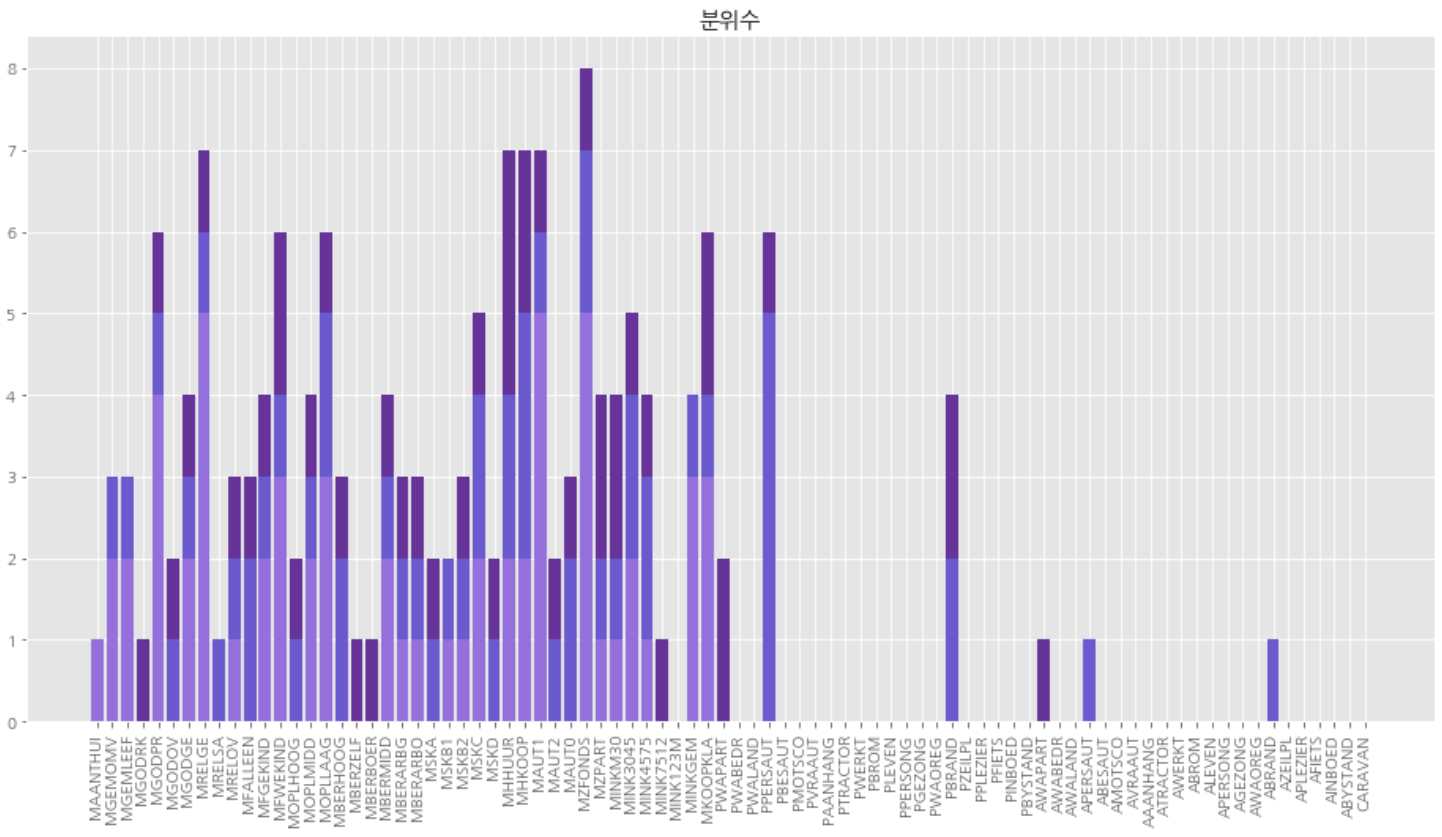 분위수
8
7
6
5
4
3
2
1
0
MAANTHUI
MGEMOMV
MGEMLEEF
MGODRK
MGODPR
MGODOV
MGODGE
MRELGE
MRELSA
MRELOV
MFALLEEN
MFGEKIND
MFWEKIND
MOPLHOOG
MOPLMIDD
MOPLLAAG
MBERHOOG
MBERZELF
MBERBOER
MBERMIDD
MBERARBG
MBERARBO
MSKA
MSKB1
MSKB2
MSKC
MSKD
MHHUUR
MHKOOP
MAUT1
MAUT2
MAUT0
MZFONDS
MZPART
MINKM30
MINK3045
MINK4575
MINK7512
MINK123M
MINKGEM
MKOOPKLA
PWAPART
PWABEDR
PWALAND
PPERSAUT
PBESAUT
PMOTSCO
PVRAAUT
PAANHANG
PTRACTOR
PWERKT
PBROM
PLEVEN
PPERSONG
PGEZONG
PWAOREG
PBRAND
PZEILPL
PPLEZIER
PFIETS
PINBOED
PBYSTAND
AWAPART
AWABEDR
AWALAND
APERSAUT
ABESAUT
AMOTSCO
AVRAAUT
AAANHANG
ATRACTOR
AWERKT
ABROM
ALEVEN
APERSONG
AGEZONG
AWAOREG
ABRAND
AZEILPL
APLEZIER
AFIETS
AINBOED
ABYSTAND
CARAVAN